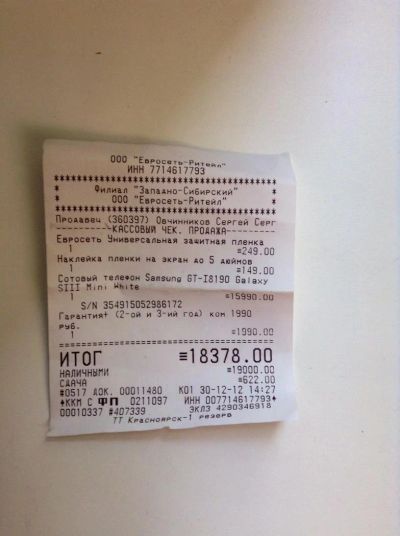 ООО "Евросеть-Ритейл"
ИНН 7714617793
********************************
* Филиал "Западно-Сибирский" *
* ООО "Евросеть-Ритейл" *
********************************
Продавец (360397) Овчинников Сергей Серг
КАССОВЫЙ ЧЕК. ПРОДАЖА
Евросеть Универсальная защитная пленка
1 =249.00
Наклейка пленки на экран до 5 дюймов
1 =149.00
Сотовый телефон Samsung GT-I8190 Galaxy
SIII Mini White
1 =15990.00
S/N 354915052986172
Гарантия+ (2-ой и 3-ий год) ком 1990
руб.
1 =1990.00
ИТОГ =18378.00
НАЛИЧНЫМИ =19000.00
СДАЧА =622.00
#0517 ДОК. 00011480 К01 30-12-12 14:27
♦ККМ С ФП 0211097 ИНН 007714617793♦
00010337 #407339 ЭКЛЗ 4290346918
ТТ Красноярск-1 резерв